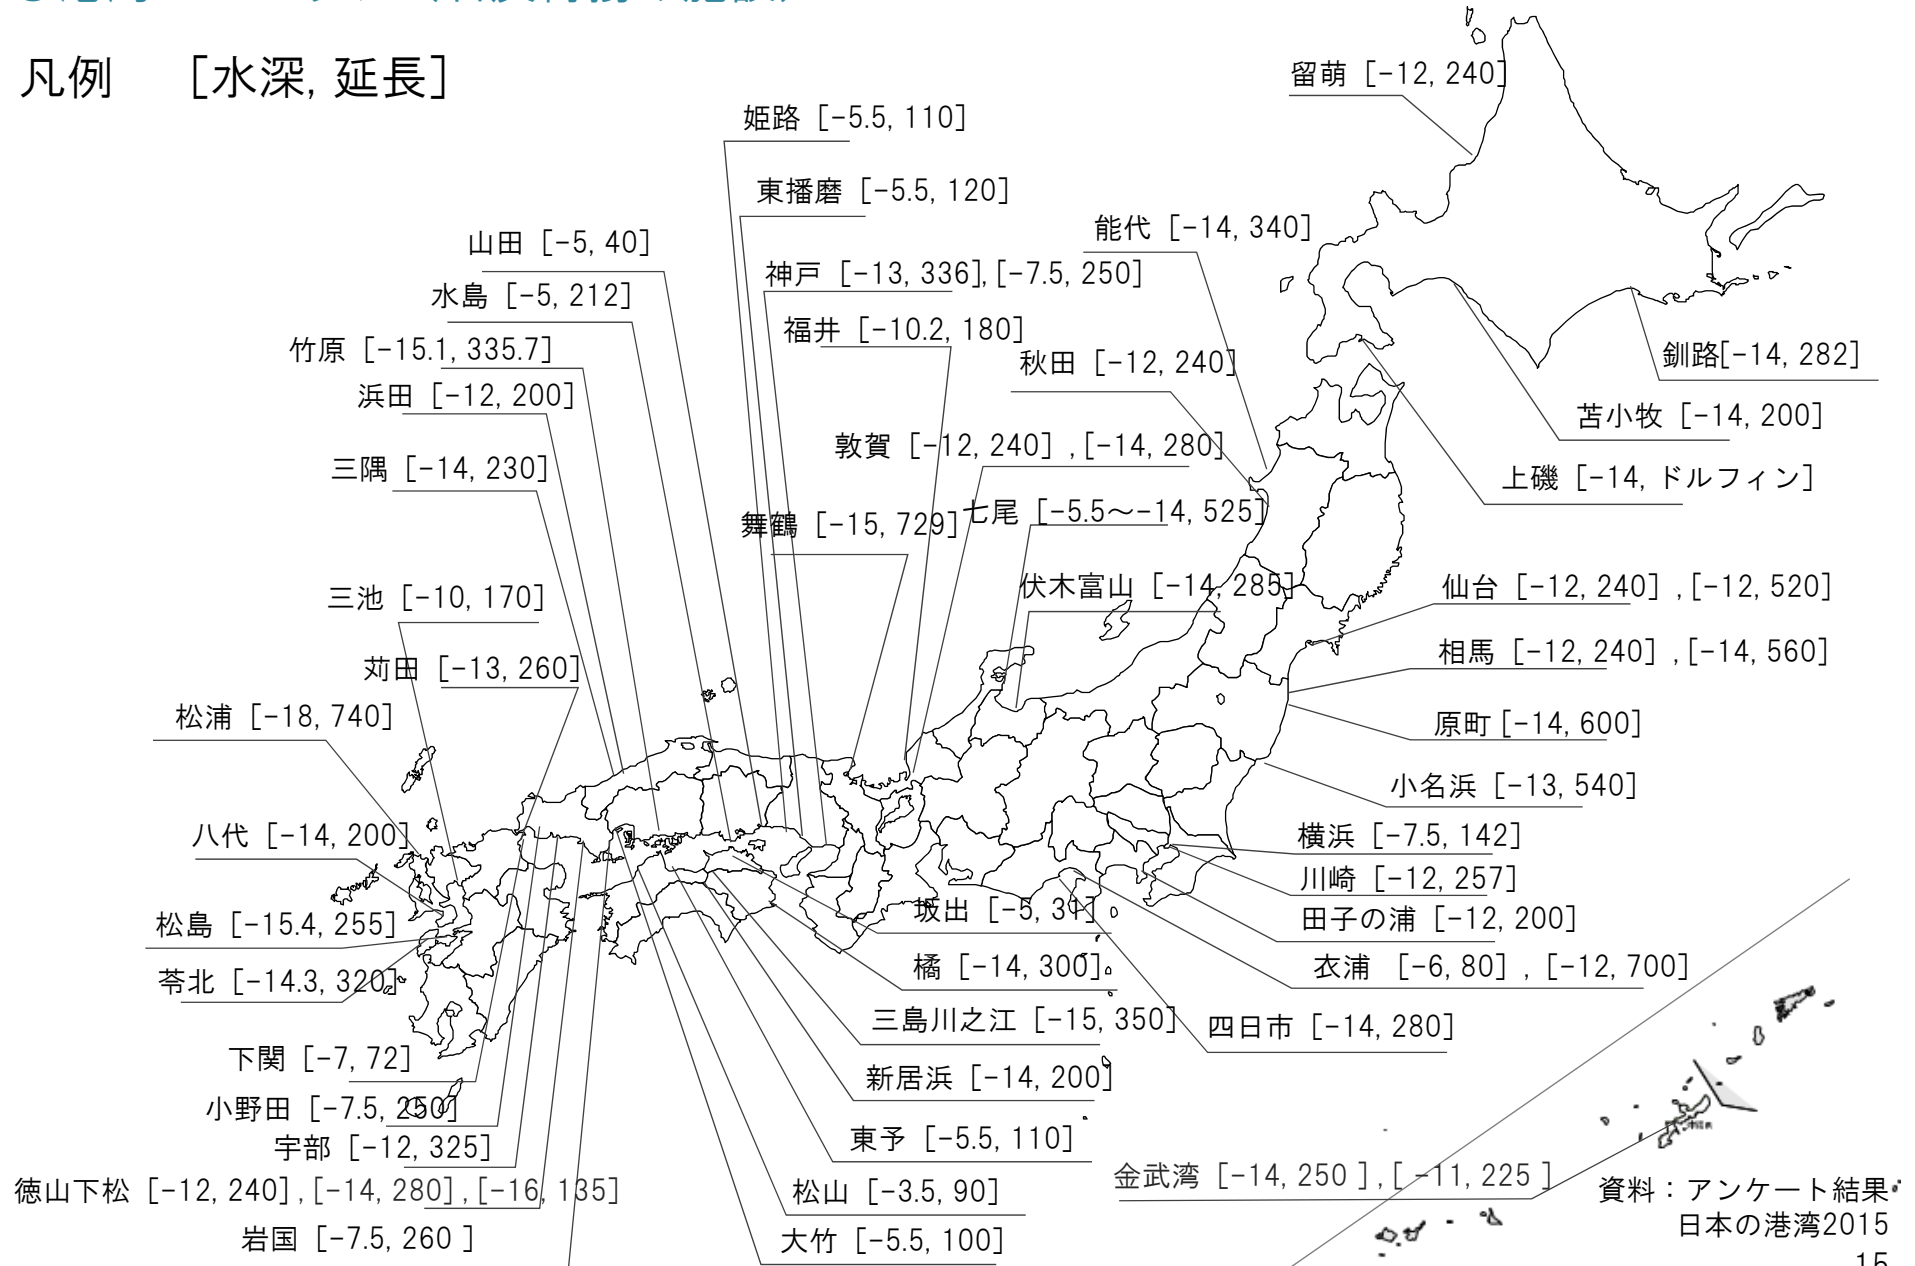 凡例 [水深, 延長]
留萌 [-12, 240]
姫路 [-5.5, 110]
東播磨 [-5.5, 120]
能代 [-14, 340]
山田 [-5, 40]
神戸 [-13, 336],[-7.5, 250]
水島 [-5, 212]
福井 [-10.2, 180]
竹原 [-15.1, 335.7]
秋田 [-12, 240]
釧路[-14, 282]
浜田 [-12, 200]
苫小牧 [-14, 200]
敦賀 [-12, 240] ,[-14, 280]
三隅 [-14, 230]
上磯 [-14, ドルフィン]
七尾 [-5.5～-14, 525]
舞鶴 [-15, 729]
伏木富山 [-14, 285]
仙台 [-12, 240] ,[-12, 520]
三池 [-10, 170]
相馬 [-12, 240] ,[-14, 560]
苅田 [-13, 260]
松浦 [-18, 740]
原町[-14, 600]
小名浜 [-13, 540]
八代 [-14, 200]
横浜 [-7.5, 142]
川崎 [-12, 257]
坂出 [-5, 31]
田子の浦 [-12, 200]
松島 [-15.4, 255]
橘 [-14, 300]
衣浦 [-6, 80] , [-12, 700]
苓北 [-14.3, 320]
三島川之江 [-15, 350]
四日市 [-14, 280]
下関 [-7, 72]
新居浜 [-14, 200]
小野田 [-7.5, 250]
東予 [-5.5, 110]
宇部 [-12, 325]
金武湾 [-14, 250 ],[ -11, 225 ]
徳山下松 [-12, 240],[-14, 280],[-16, 135]
松山 [-3.5, 90]
資料：アンケート結果
岩国 [-7.5, 260 ]
大竹 [-5.5, 100]
日本の港湾2015
15